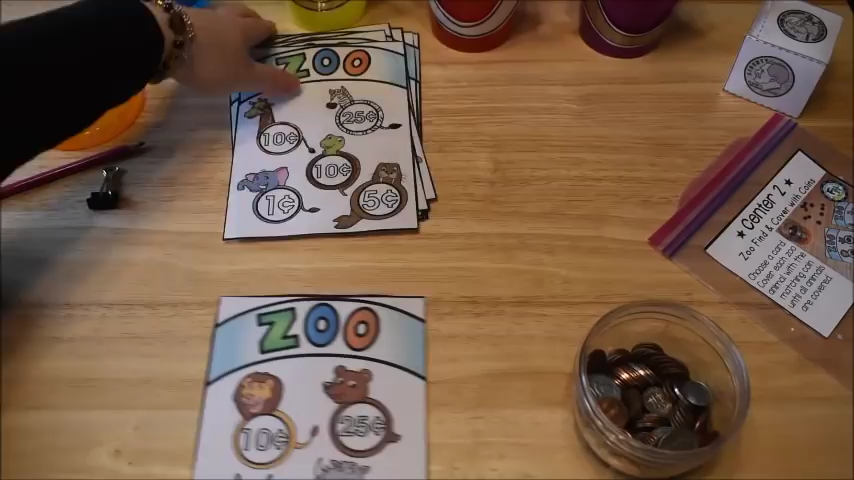 ZOO
10¢ 25¢
10¢
1¢ 5¢
★ Center 2 ★
Zoo Find & Cover with Coins
Choose a card.
Cover each zoo
animal with the
matching coin
until all animals
are covered.
ZOO
10¢ 25¢